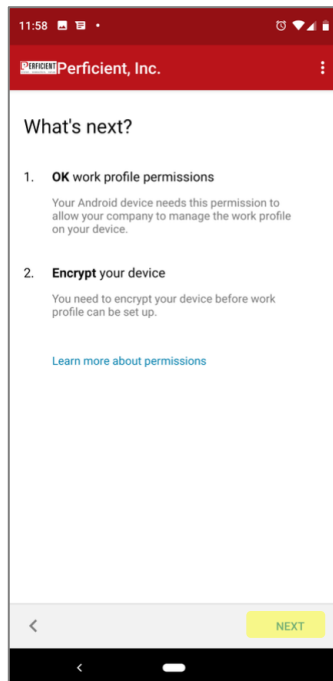 11:58
PERFICIENT Perficient, Inc.
What's next?
1. OK work profile permissions
Your Android device needs this permission to
allow your company to manage the work profile
on your device.
2. Encrypt your device
You need to encrypt your device before work
profile can be set up.
Learn more about permissions
NEXT